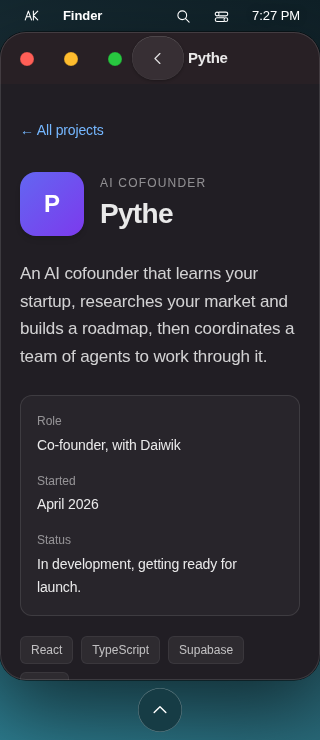 AK Finder 7:27 PM
Pythe
← All projects
P
AI COFOUNDER
Pythe
An AI cofounder that learns your
startup, researches your market and
builds a roadmap, then coordinates a
team of agents to work through it.
Role
Co-founder, with Daiwik
Started
April 2026
Status
In development, getting ready for
launch.
React TypeScript Supabase